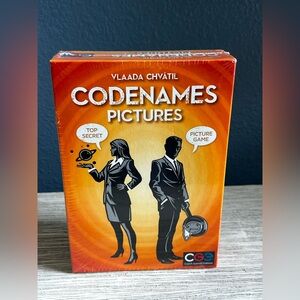 VLAADA CHVÁTIL
CODENAMES
PICTURES
TOP
SECRET
PICTURE
GAME
CGE